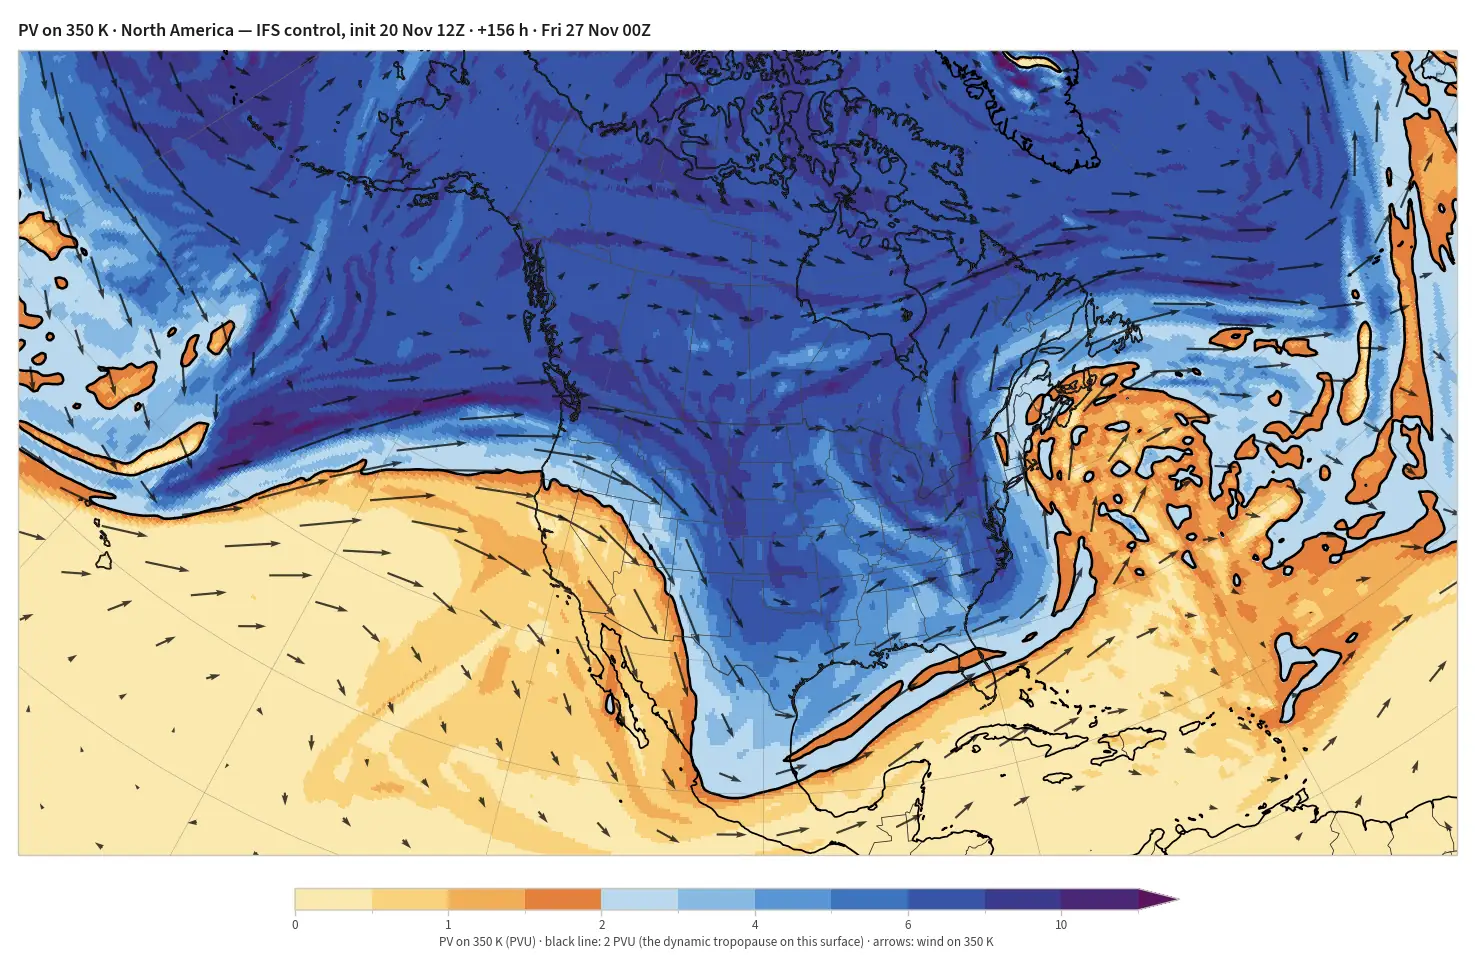 PV on 350 K · North America — IFS control, init 20 Nov 12Z · +156 h · Fri 27 Nov 00Z
0 1 2 4 6 8 10
PV on 350 K (PVU) · black line: 2 PVU (the dynamic tropopause on this surface) · arrows: wind on 350 K